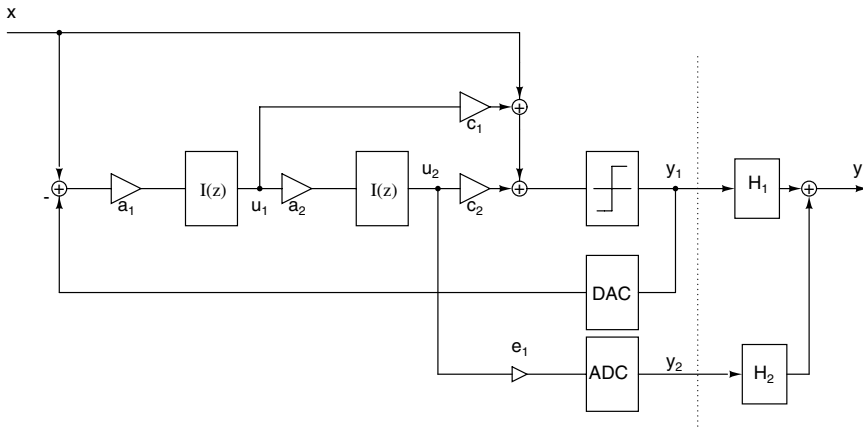 x
c₁
u₂
y₁
y
-
a₁
I(z)
u₁
a₂
I(z)
c₂
H₁
DAC
e₁
ADC
y₂
H₂